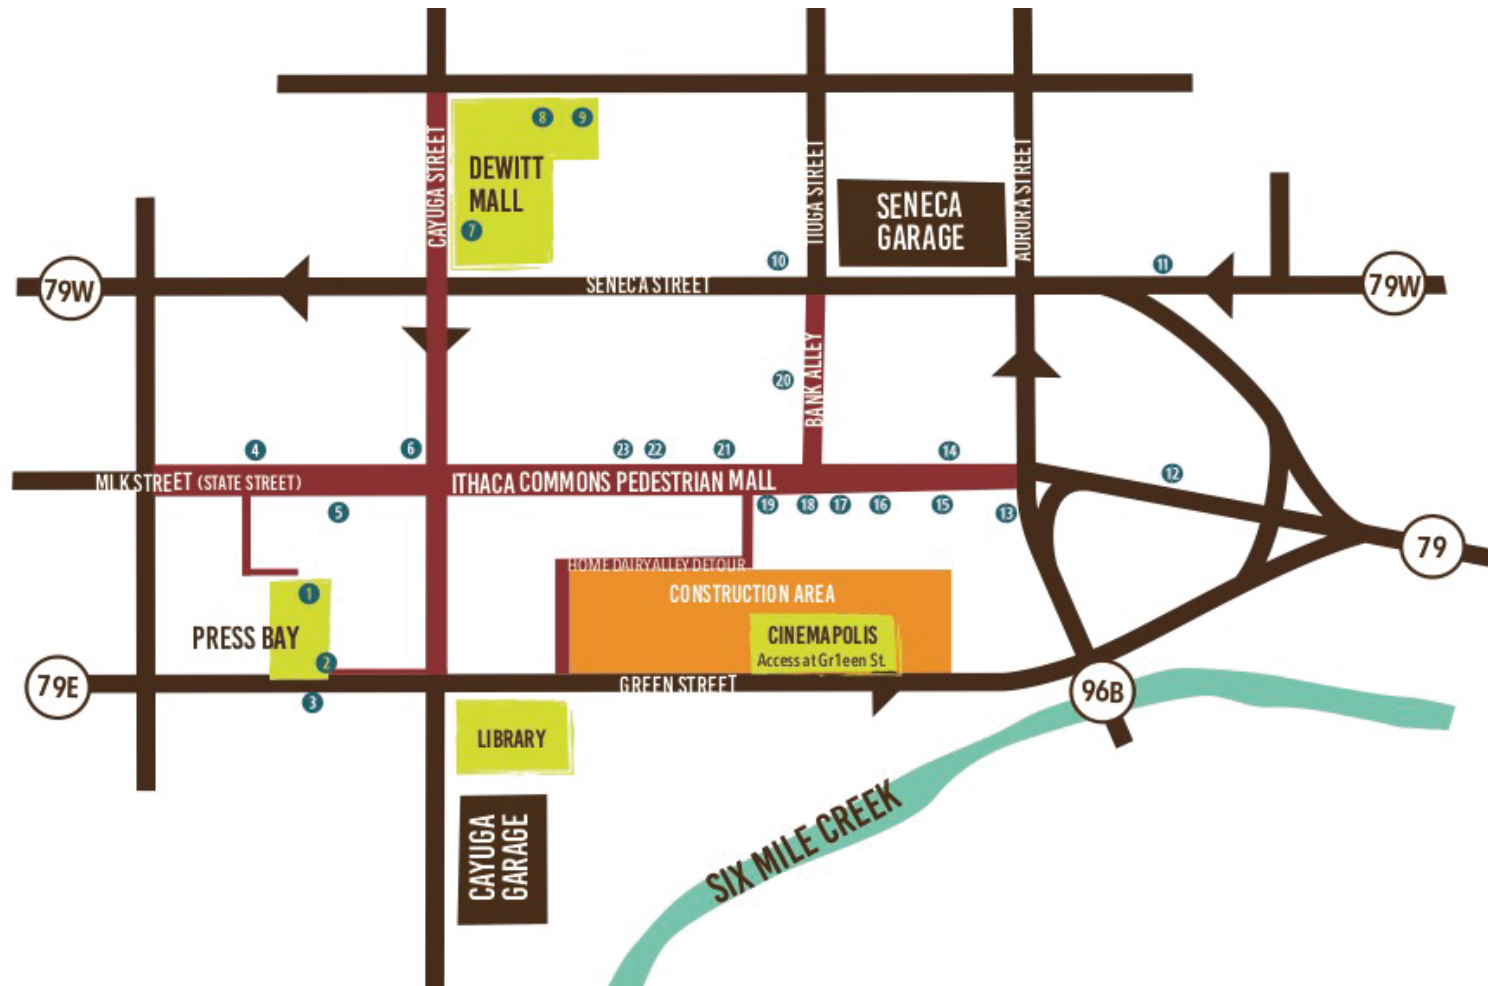 8
9
CAYUGA STREET
DEWITT
MALL
7
TIOGA STREET
SENECA
GARAGE
AURORA STREET
10
11
79W
SENECA STREET
79W
20
BANK ALLEY
4
6
23
22
21
14
MLK STREET (STATE STREET)
ITHACA COMMONS PEDESTRIAN MALL
12
5
19
18
17
16
15
13
79
HOME DAIRY ALLEY DETOUR
1
CONSTRUCTION AREA
PRESS BAY
CINEMAPOLIS
Access at Gr1een St.
2
79E
3
GREEN STREET
96B
LIBRARY
CAYUGA
GARAGE
SIX MILE CREEK